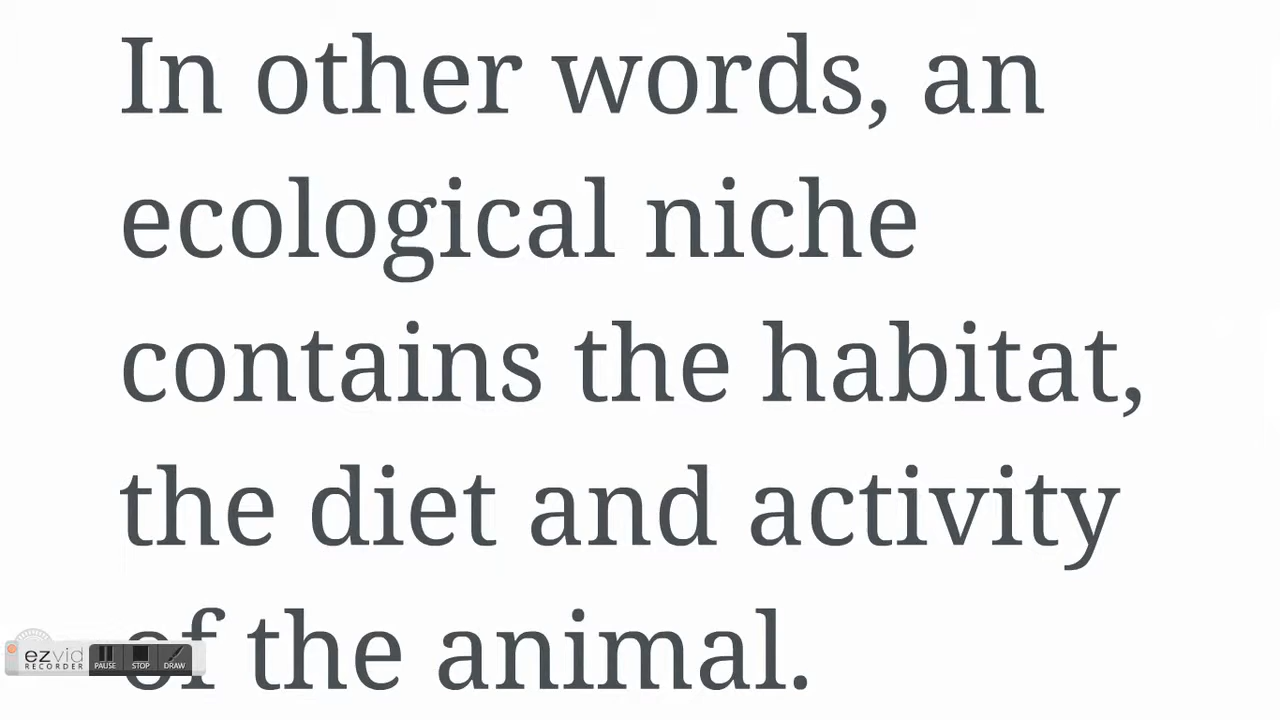 In other words, an
ecological niche
contains the habitat,
the diet and activity
of the animal.
ezvid
RECORDER
PAUSE
STOP
DRAW